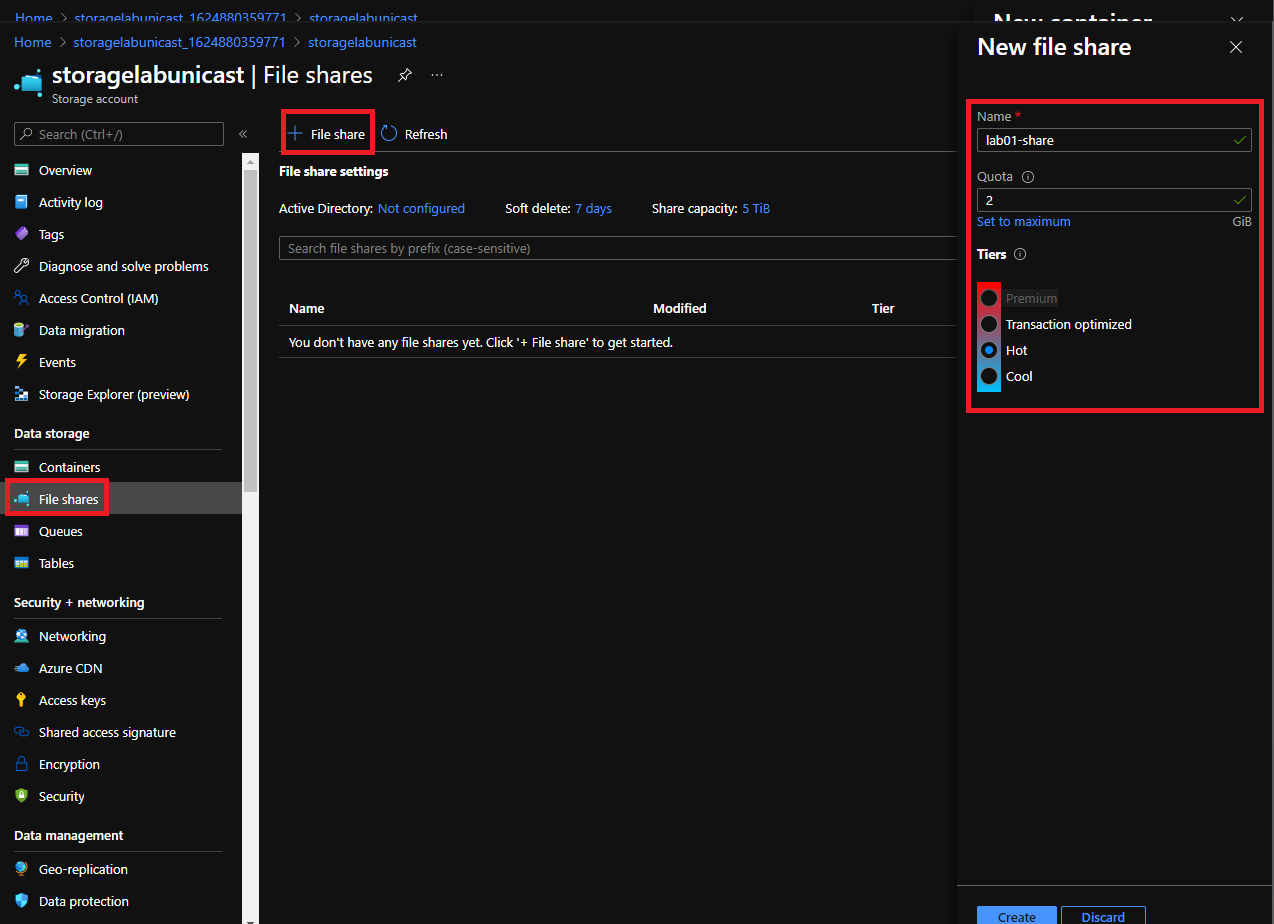 Home > storagelabunicast_1624880359771 > storagelabunicast
New container
Home > storagelabunicast_1624880359771 > storagelabunicast
storagelabunicast | File shares
...
Storage account
Search (Ctrl+/)
«
Overview
Activity log
Tags
Diagnose and solve problems
Access Control (IAM)
Data migration
Events
Storage Explorer (preview)
Data storage
Containers
File shares
Queues
Tables
Security + networking
Networking
Azure CDN
Access keys
Shared access signature
Encryption
Security
Data management
Geo-replication
Data protection
+ File share Refresh
File share settings
Active Directory: Not configured Soft delete: 7 days Share capacity: 5 TiB
Search file shares by prefix (case-sensitive)
Name Modified Tier
You don't have any file shares yet. Click '+ File share' to get started.
New file share
Name *
lab01-share
Quota
2
Set to maximum GiB
Tiers
Premium
Transaction optimized
Hot
Cool
Create Discard